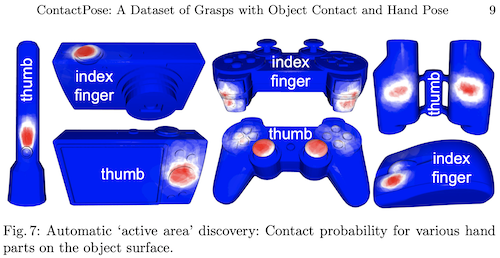 ContactPose: A Dataset of Grasps with Object Contact and Hand Pose 9
thumb
index
finger
thumb
index
finger
thumb
thumb
index
finger
Fig. 7: Automatic ‘active area’ discovery: Contact probability for various hand
parts on the object surface.